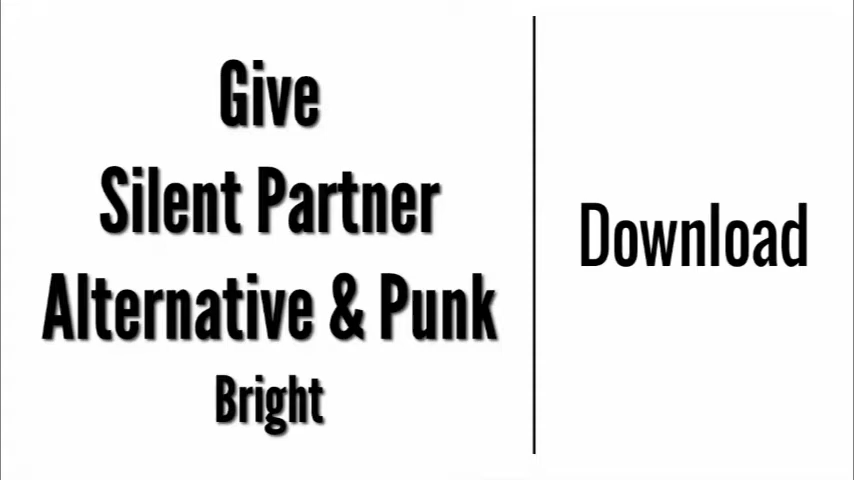 Give
Silent Partner
Alternative & Punk
Bright
Download